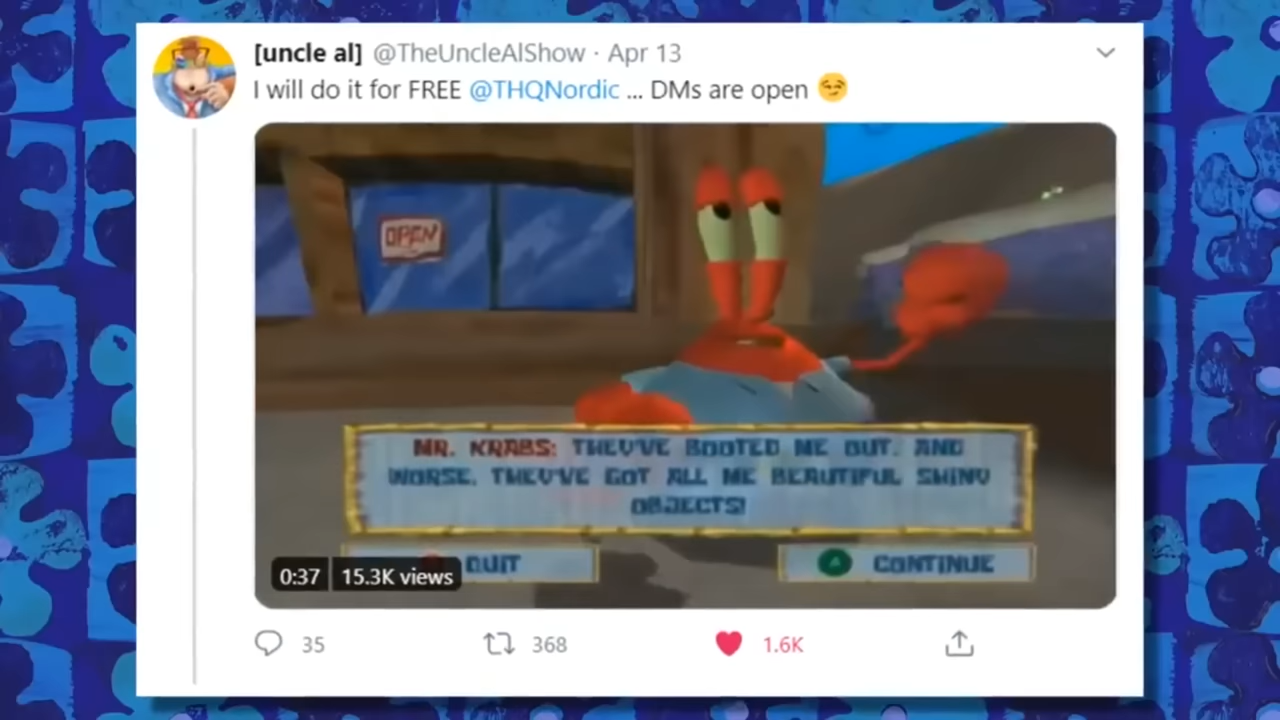 [uncle al] @TheUncleAlShow · Apr 13
I will do it for FREE @THQNordic ... DMs are open 😏
OPEN
MR. KRABS: THEY'VE BOOTED ME OUT. AND
WORSE, THEY'VE GOT ALL ME BEAUTIFUL SHINY
OBJECTS!
QUIT
CONTINUE
0:37 15.3K views
35 368 1.6K